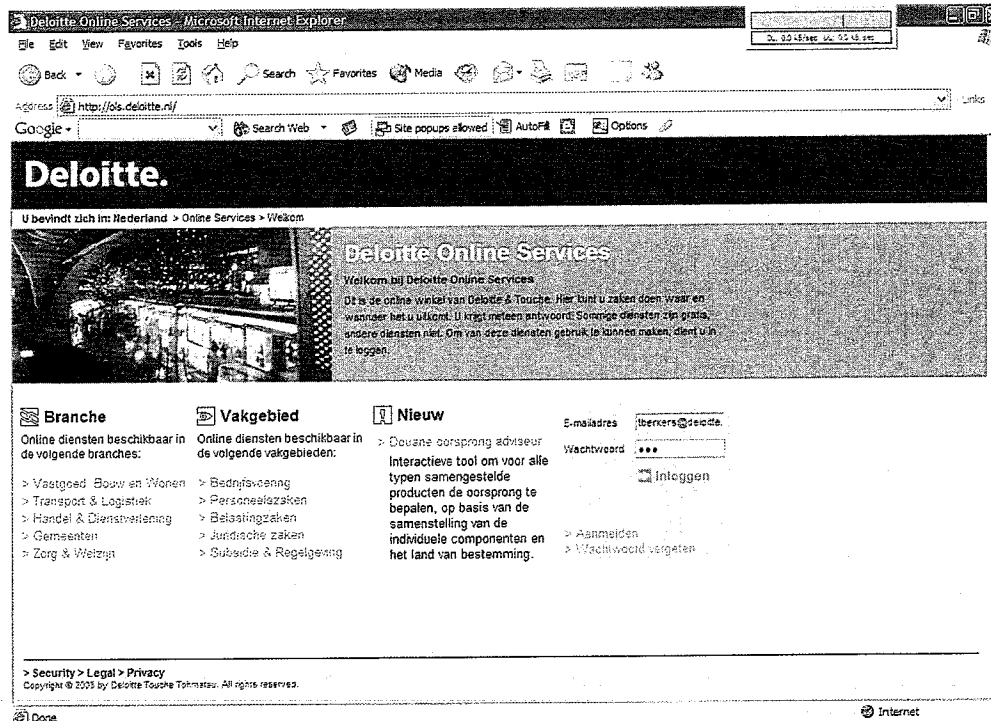 Deloitte Online Services - Microsoft Internet Explorer
File Edit View Favorites Tools Help
Back Search Favorites Media
Address http://ols.deloitte.nl/ Links
Google Search Web Site popups allowed AutoFill Options
Deloitte.
U bevindt zich in: Nederland > Online Services > Welkom
Deloitte Online Services
Welkom bij Deloitte Online Services
Dit is de online winkel van Deloitte & Touche. Hier kunt u zaken doen waar en
wanneer het u uitkomt. U krijgt meteen antwoord. Sommige diensten zijn gratis,
andere diensten niet. Om van deze diensten gebruik te kunnen maken, dient u in
te loggen.
Branche
Online diensten beschikbaar in
de volgende branches:
> Vastgoed, Bouw en Wonen
> Transport & Logistiek
> Handel & Dienstverlening
> Gemeenten
> Zorg & Welzijn
Vakgebied
Online diensten beschikbaar in
de volgende vakgebieden:
> Bedrijfsvoering
> Personeelszaken
> Belastingzaken
> Juridische zaken
> Subsidie & Regelgeving
Nieuw
> Douane oorsprong adviseur
Interactieve tool om voor alle
typen samengestelde
producten de oorsprong te
bepalen, op basis van de
samenstelling van de
individuele componenten en
het land van bestemming.
E-mailadres tberkers@deloitte.
Wachtwoord •••
Inloggen
> Aanmelden
> Wachtwoord vergeten
> Security > Legal > Privacy
Copyright © 2005 by Deloitte Touche Tohmatsu. All rights reserved.
Done Internet